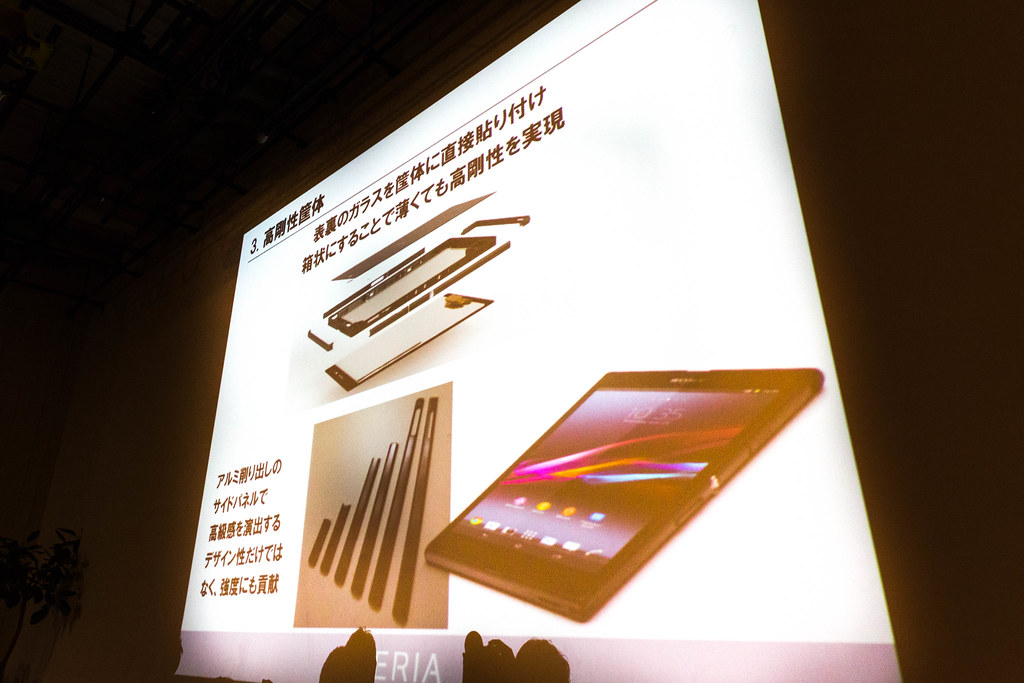 3. 高剛性筐体
表裏のガラスを筐体に直接貼り付け
箱状にすることで薄くても高剛性を実現
アルミ削り出しの
サイドパネルで
高級感を演出する
デザイン性だけでは
なく、強度にも貢献
SONY
10:35
ERIA